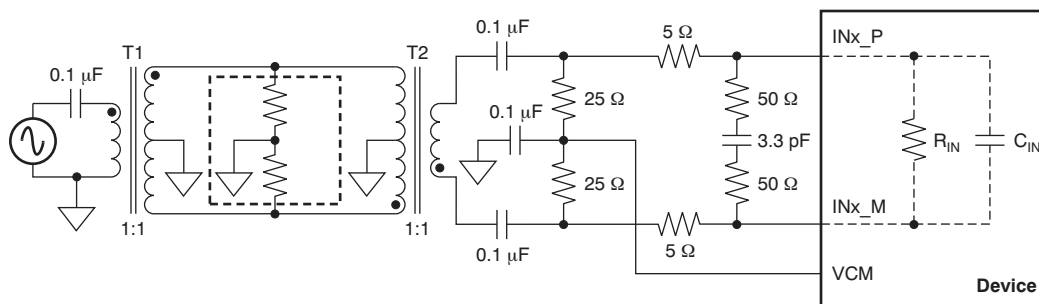 0.1 μF
T1
1:1
T2
1:1
0.1 μF
0.1 μF
0.1 μF
25 Ω
25 Ω
5 Ω
5 Ω
50 Ω
3.3 pF
50 Ω
INx_P
R_IN
C_IN
INx_M
VCM
Device